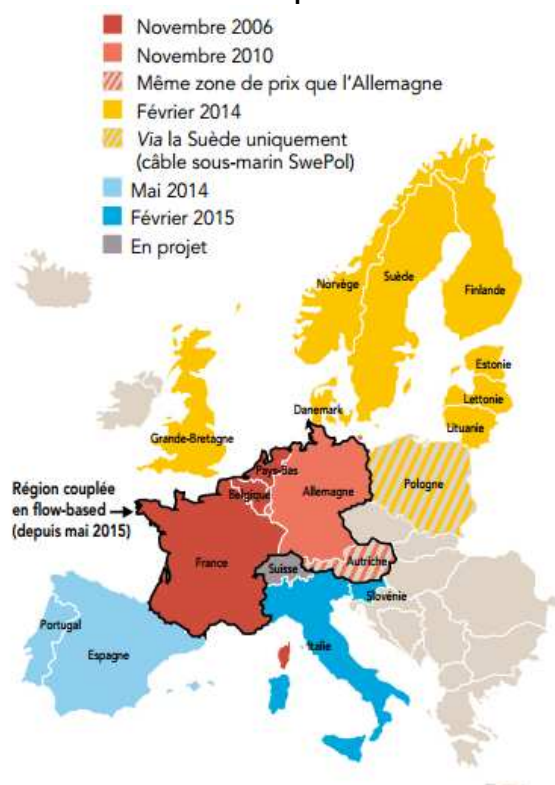 Novembre 2006
Novembre 2010
Même zone de prix que l'Allemagne
Février 2014
Via la Suède uniquement
(câble sous-marin SwePol)
Mai 2014
Février 2015
En projet
Norvège
Suède
Finlande
Estonie
Lettonie
Lituanie
Danemark
Grande-Bretagne
Pays-Bas
Belgique
Allemagne
Pologne
Région couplée
en flow-based
(depuis mai 2015)
France
Suisse
Autriche
Slovénie
Italie
Portugal
Espagne